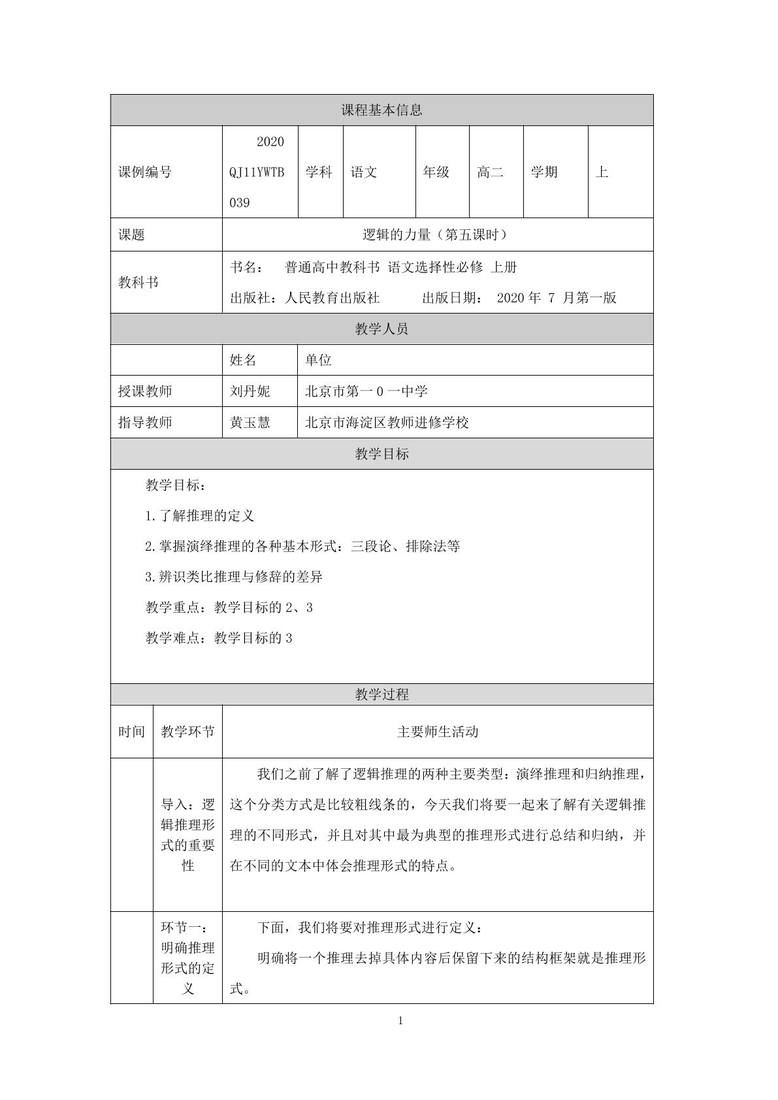 课程基本信息
课例编号 2020QJ11YWTB039 学科 语文 年级 高二 学期 上
课题 逻辑的力量（第五课时）
教科书 书名： 普通高中教科书 语文选择性必修 上册
出版社：人民教育出版社 出版日期： 2020 年 7 月第一版
教学人员
姓名 单位
授课教师 刘丹妮 北京市第一 0 一中学
指导教师 黄玉慧 北京市海淀区教师进修学校
教学目标
教学目标：
1.了解推理的定义
2.掌握演绎推理的各种基本形式：三段论、排除法等
3.辨识类比推理与修辞的差异
教学重点：教学目标的 2、3
教学难点：教学目标的 3
教学过程
时间 教学环节 主要师生活动
导入：逻
辑推理形
式的重要
性
我们之前了解了逻辑推理的两种主要类型：演绎推理和归纳推理，
这个分类方式是比较粗线条的，今天我们将要一起来了解有关逻辑推
理的不同形式，并且对其中最为典型的推理形式进行总结和归纳，并
在不同的文本中体会推理形式的特点。
环节一：
明确推理
形式的定
义
下面，我们将要对推理形式进行定义：
明确将一个推理去掉具体内容后保留下来的结构框架就是推理形
式。
1